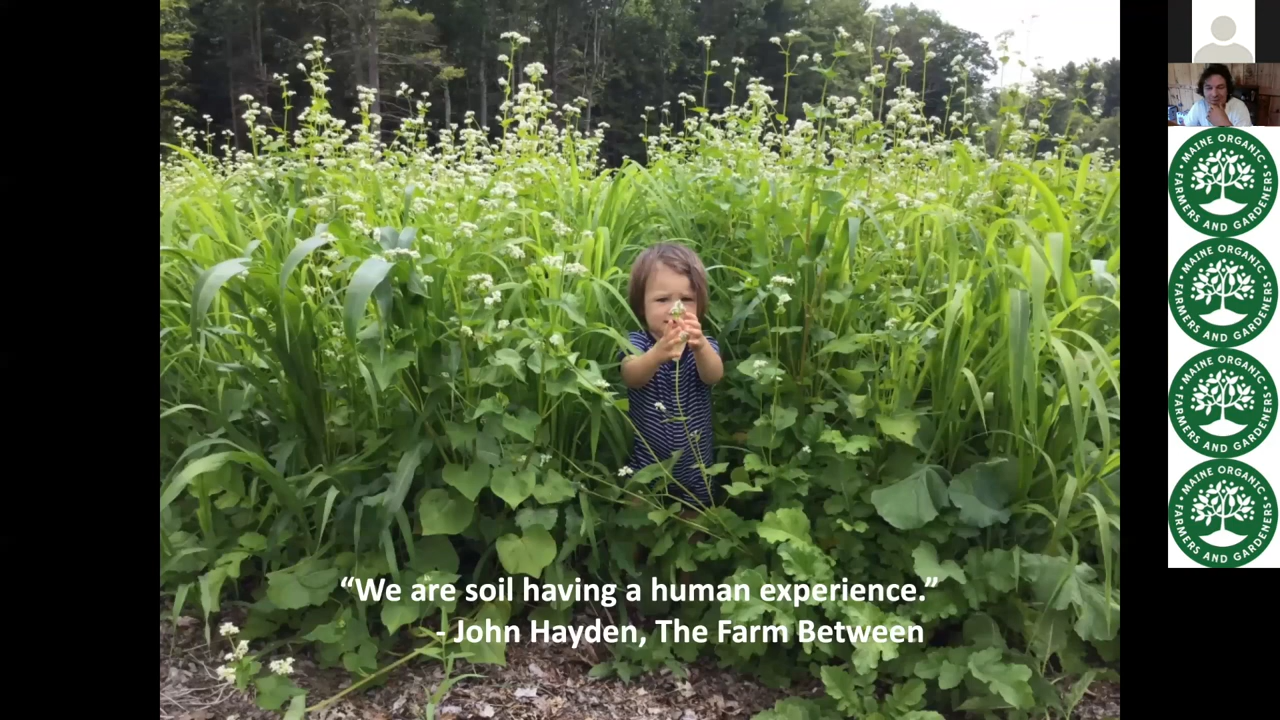 “We are soil having a human experience.”
- John Hayden, The Farm Between
MAINE ORGANIC
FARMERS AND GARDENERS
MAINE ORGANIC
FARMERS AND GARDENERS
MAINE ORGANIC
FARMERS AND GARDENERS
MAINE ORGANIC
FARMERS AND GARDENERS